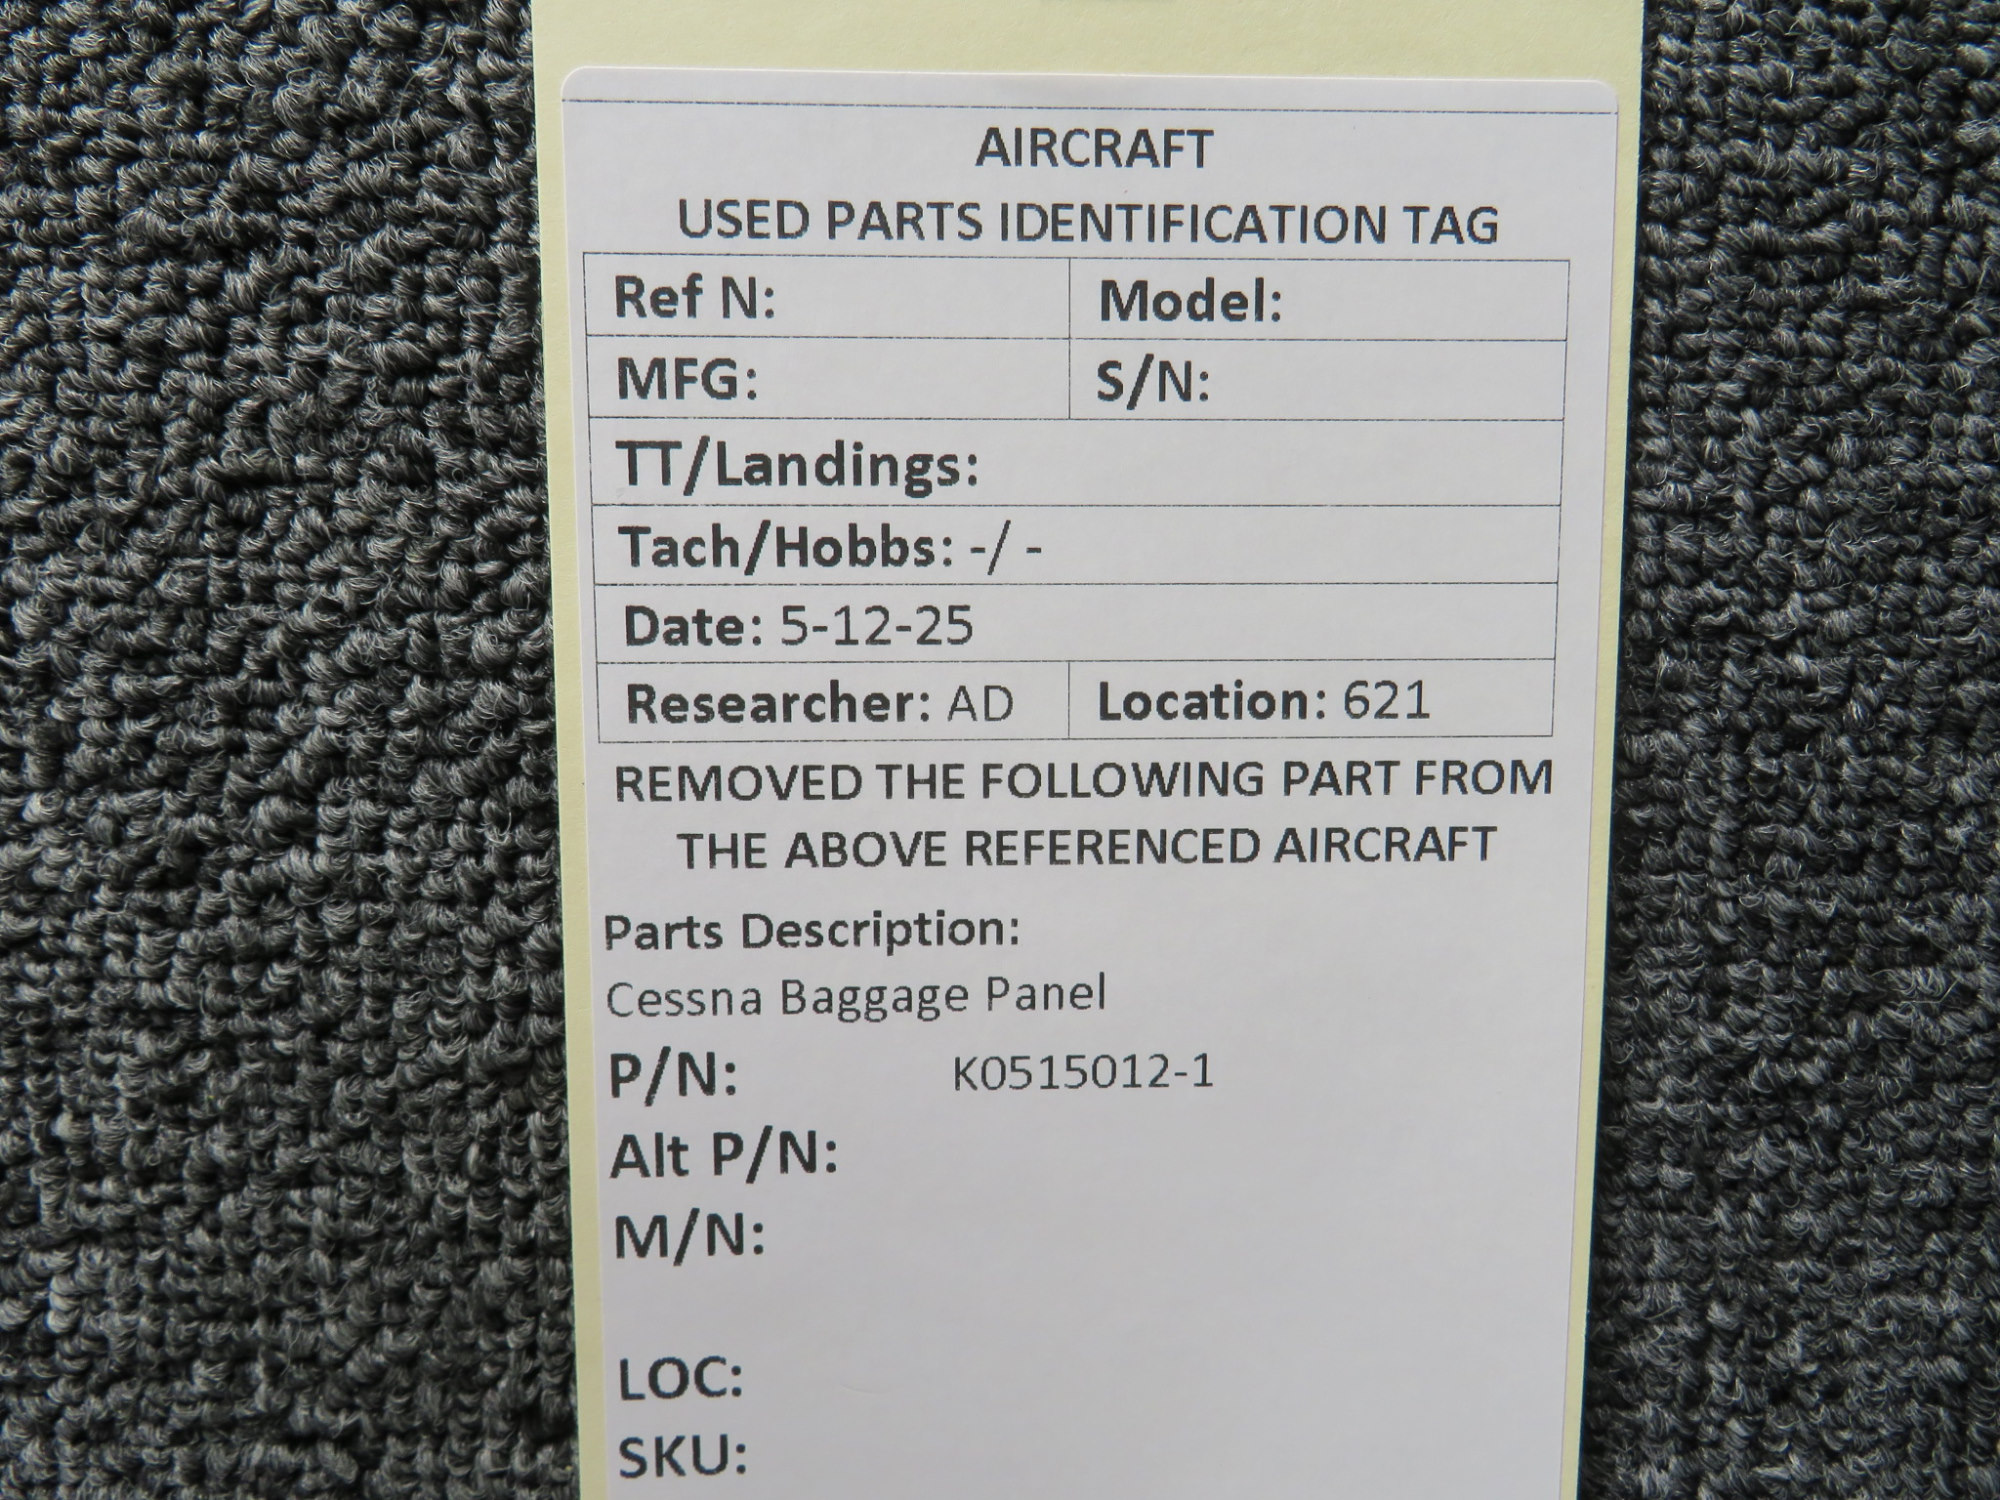 AIRCRAFT
USED PARTS IDENTIFICATION TAG
Ref N: Model:
MFG: S/N:
TT/Landings:
Tach/Hobbs: -/ -
Date: 5-12-25
Researcher: AD Location: 621
REMOVED THE FOLLOWING PART FROM
THE ABOVE REFERENCED AIRCRAFT
Parts Description:
Cessna Baggage Panel
P/N: K0515012-1
Alt P/N:
M/N:
LOC:
SKU: